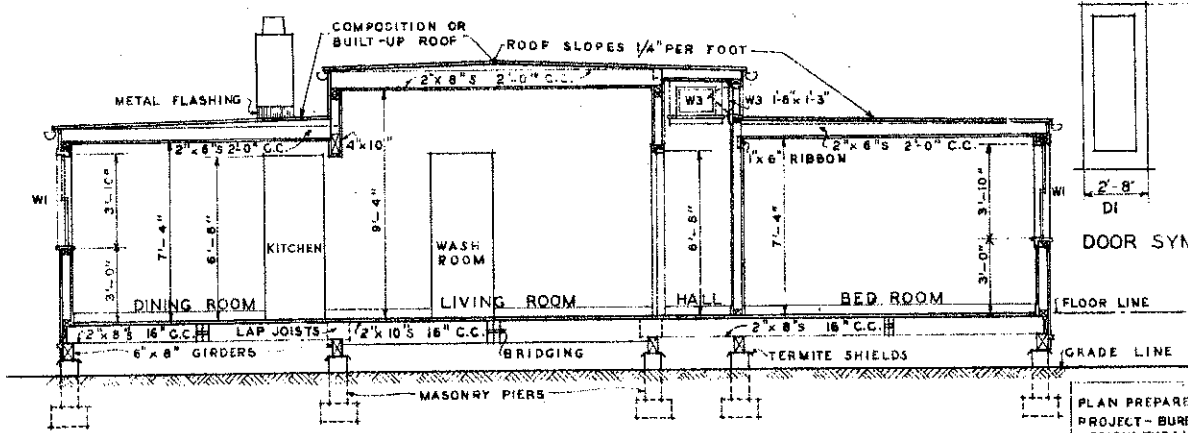 COMPOSITION OR
BUILT-UP ROOF
ROOF SLOPES 1/4" PER FOOT
2" x 8" S 2'-0" C.C.
W3
W3 1'-6" x 1'-3"
METAL FLASHING
2" x 6" S 2'-0" C.C.
4" x 10"
1" x 6" RIBBON
2" x 6" S 2'-0" C.C.
W1
3'-10"
3'-0"
7'-4"
6'-8"
KITCHEN
9'-4"
WASH
ROOM
6'-8"
7'-4"
3'-10"
3'-0"
W1
2'-8"
D1
DOOR SYM
DINING ROOM
LIVING ROOM
HALL
BED ROOM
FLOOR LINE
2" x 8" S 16" C.C.
LAP JOISTS
2" x 10" S 16" C.C.
2" x 8" S 16" C.C.
6" x 8" GIRDERS
BRIDGING
TERMITE SHIELDS
GRADE LINE
MASONRY PIERS
PLAN PREPARE
PROJECT - BURE